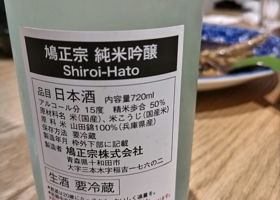 鳩正宗 純米吟醸
Shiroi-Hato
品目 日本酒 内容量720ml
アルコール分 15度 精米歩合 50%
原材料名 米(国産)、米こうじ(国産米)
原料米 山田錦100%(兵庫県産)
保存方法 要冷蔵
製造年月 枠外下部に記載
製造者 鳩正宗株式会社
青森県十和田市
大字三本木字稲吉一七六の二
生酒 要冷蔵